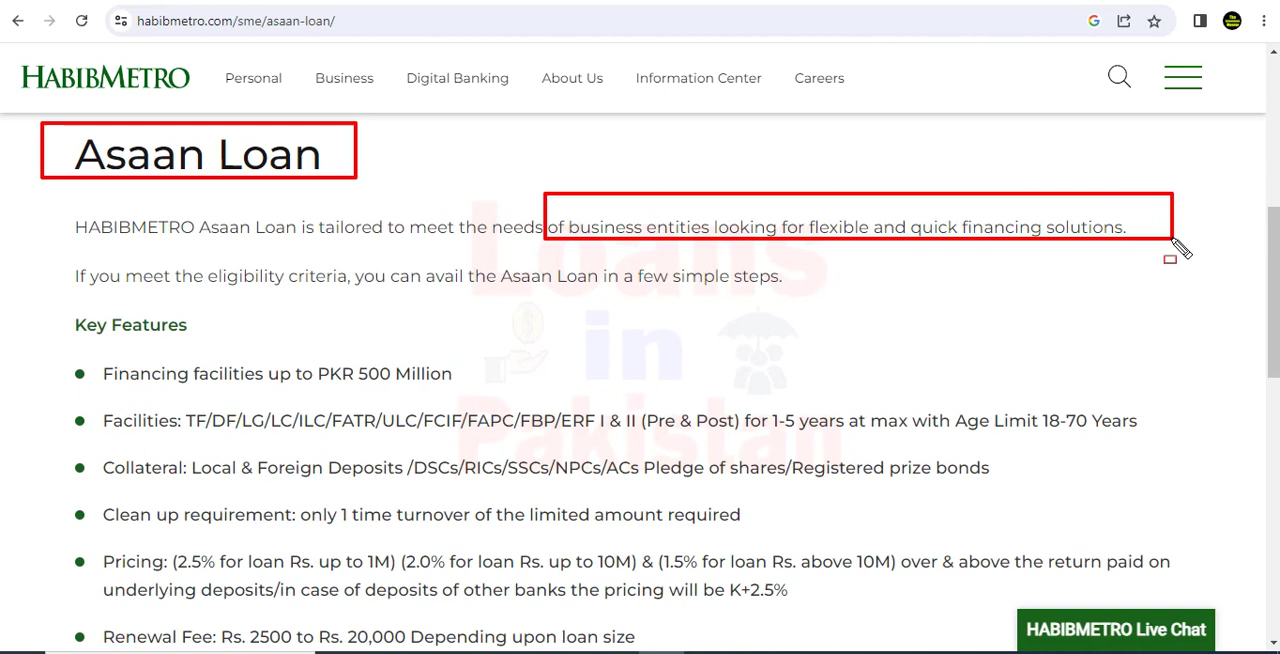 habibmetro.com/sme/asaan-loan/
HABIBMETRO Personal Business Digital Banking About Us Information Center Careers
Asaan Loan
HABIBMETRO Asaan Loan is tailored to meet the needs of business entities looking for flexible and quick financing solutions.
If you meet the eligibility criteria, you can avail the Asaan Loan in a few simple steps.
Loans
in
Pakistan
Key Features
Financing facilities up to PKR 500 Million
Facilities: TF/DF/LG/LC/ILC/FATR/ULC/FCIF/FAPC/FBP/ERF I & II (Pre & Post) for 1-5 years at max with Age Limit 18-70 Years
Collateral: Local & Foreign Deposits /DSCs/RICs/SSCs/NPCs/ACs Pledge of shares/Registered prize bonds
Clean up requirement: only 1 time turnover of the limited amount required
Pricing: (2.5% for loan Rs. up to 1M) (2.0% for loan Rs. up to 10M) & (1.5% for loan Rs. above 10M) over & above the return paid on
underlying deposits/in case of deposits of other banks the pricing will be K+2.5%
Renewal Fee: Rs. 2500 to Rs. 20,000 Depending upon loan size
HABIBMETRO Live Chat